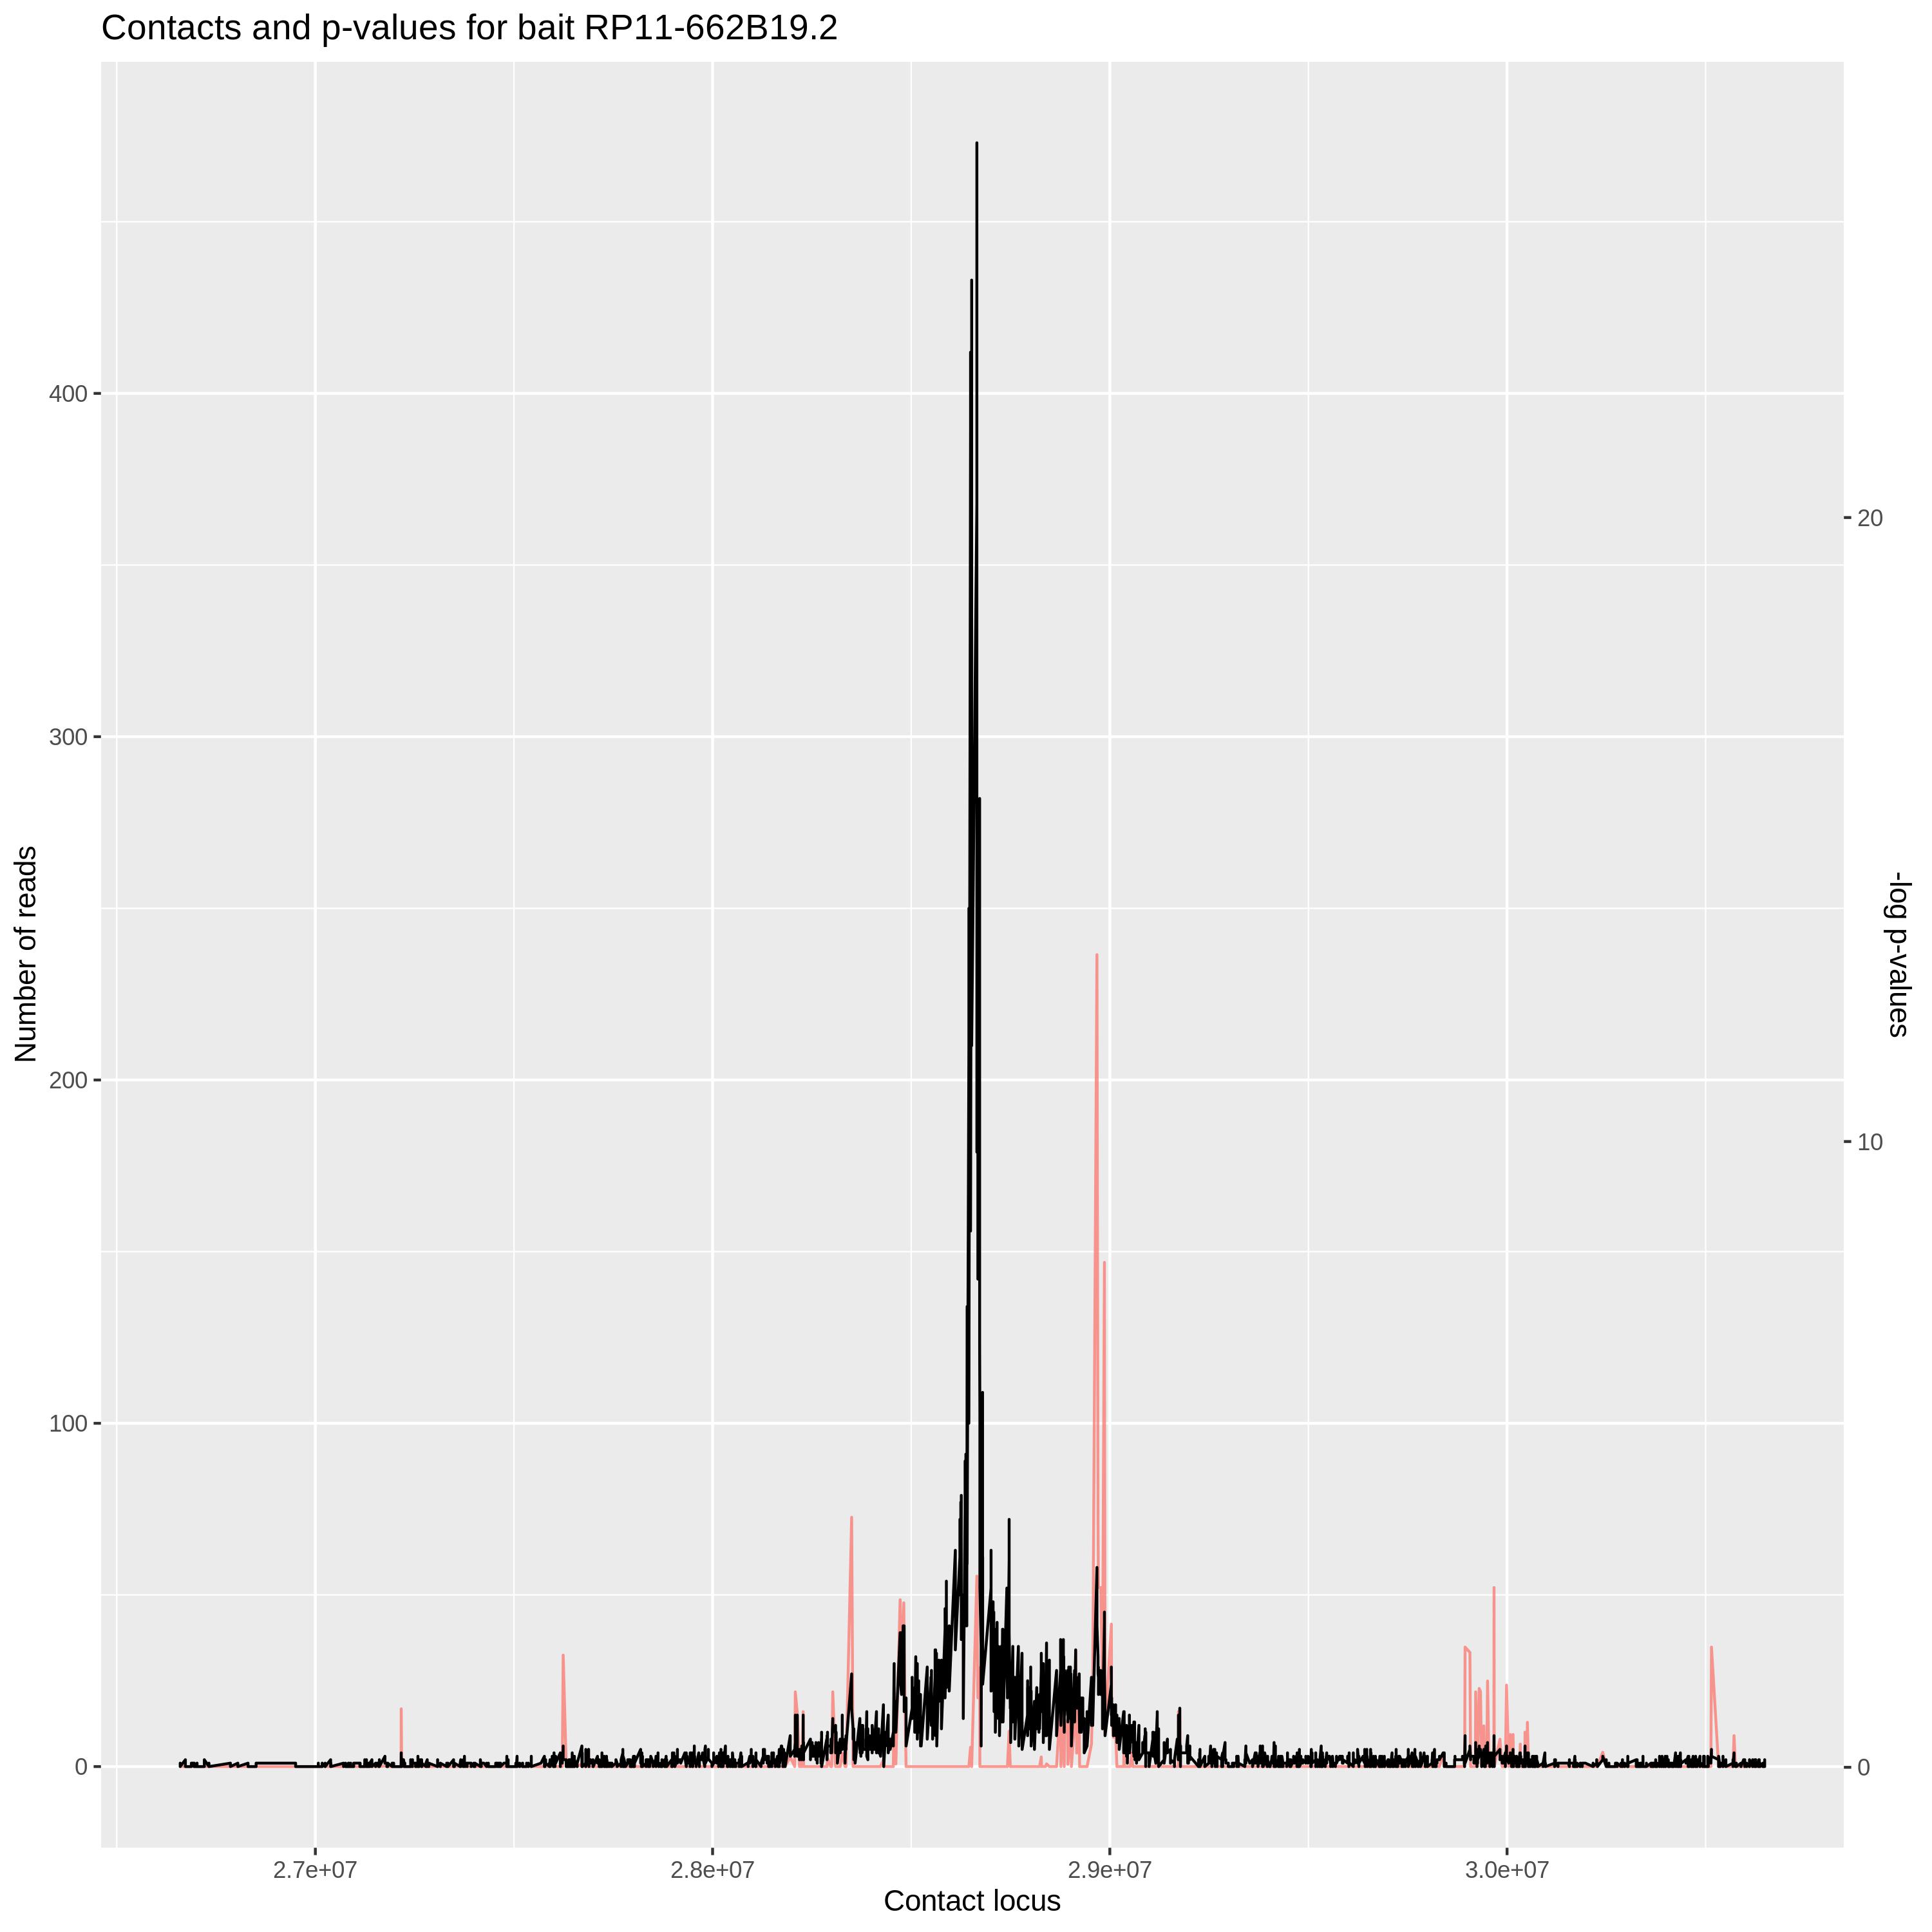 Contacts and p-values for bait RP11-662B19.2
400
300
200
100
0
Number of reads
20
10
0
-log p-values
2.7e+07 2.8e+07 2.9e+07 3.0e+07
Contact locus